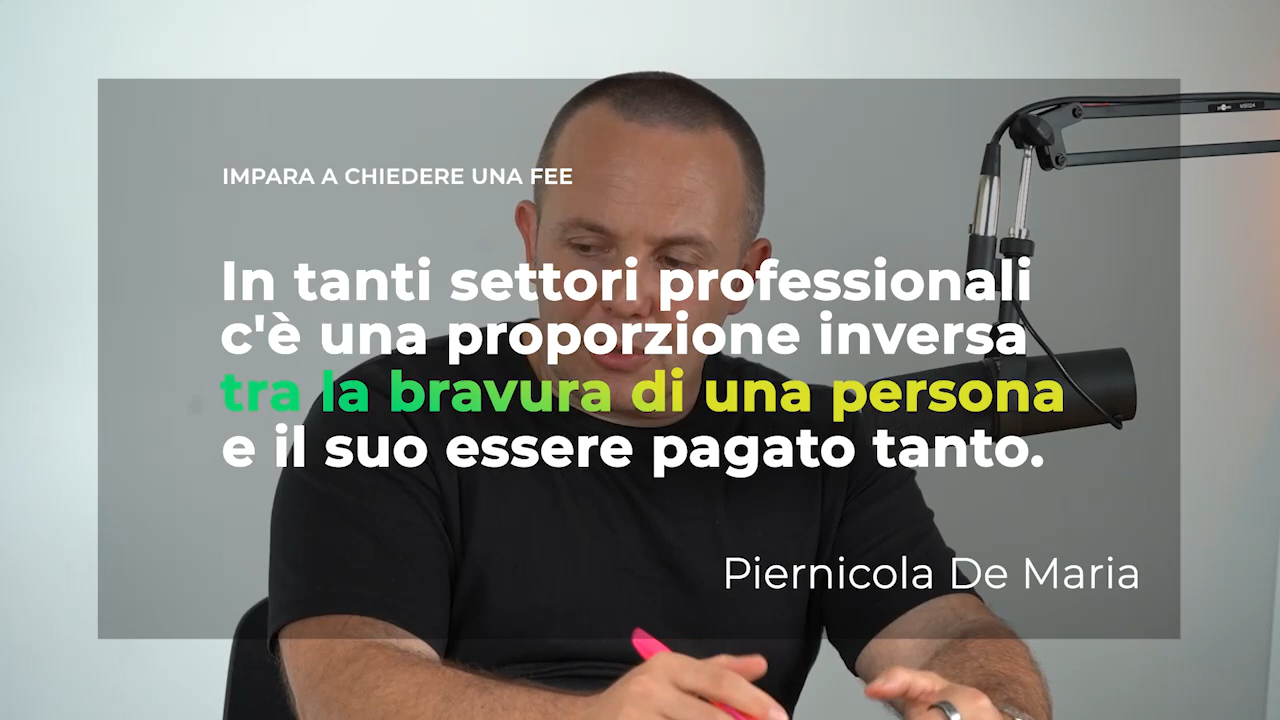 IMPARA A CHIEDERE UNA FEE
In tanti settori professionali
c'è una proporzione inversa
tra la bravura di una persona
e il suo essere pagato tanto.
Piernicola De Maria